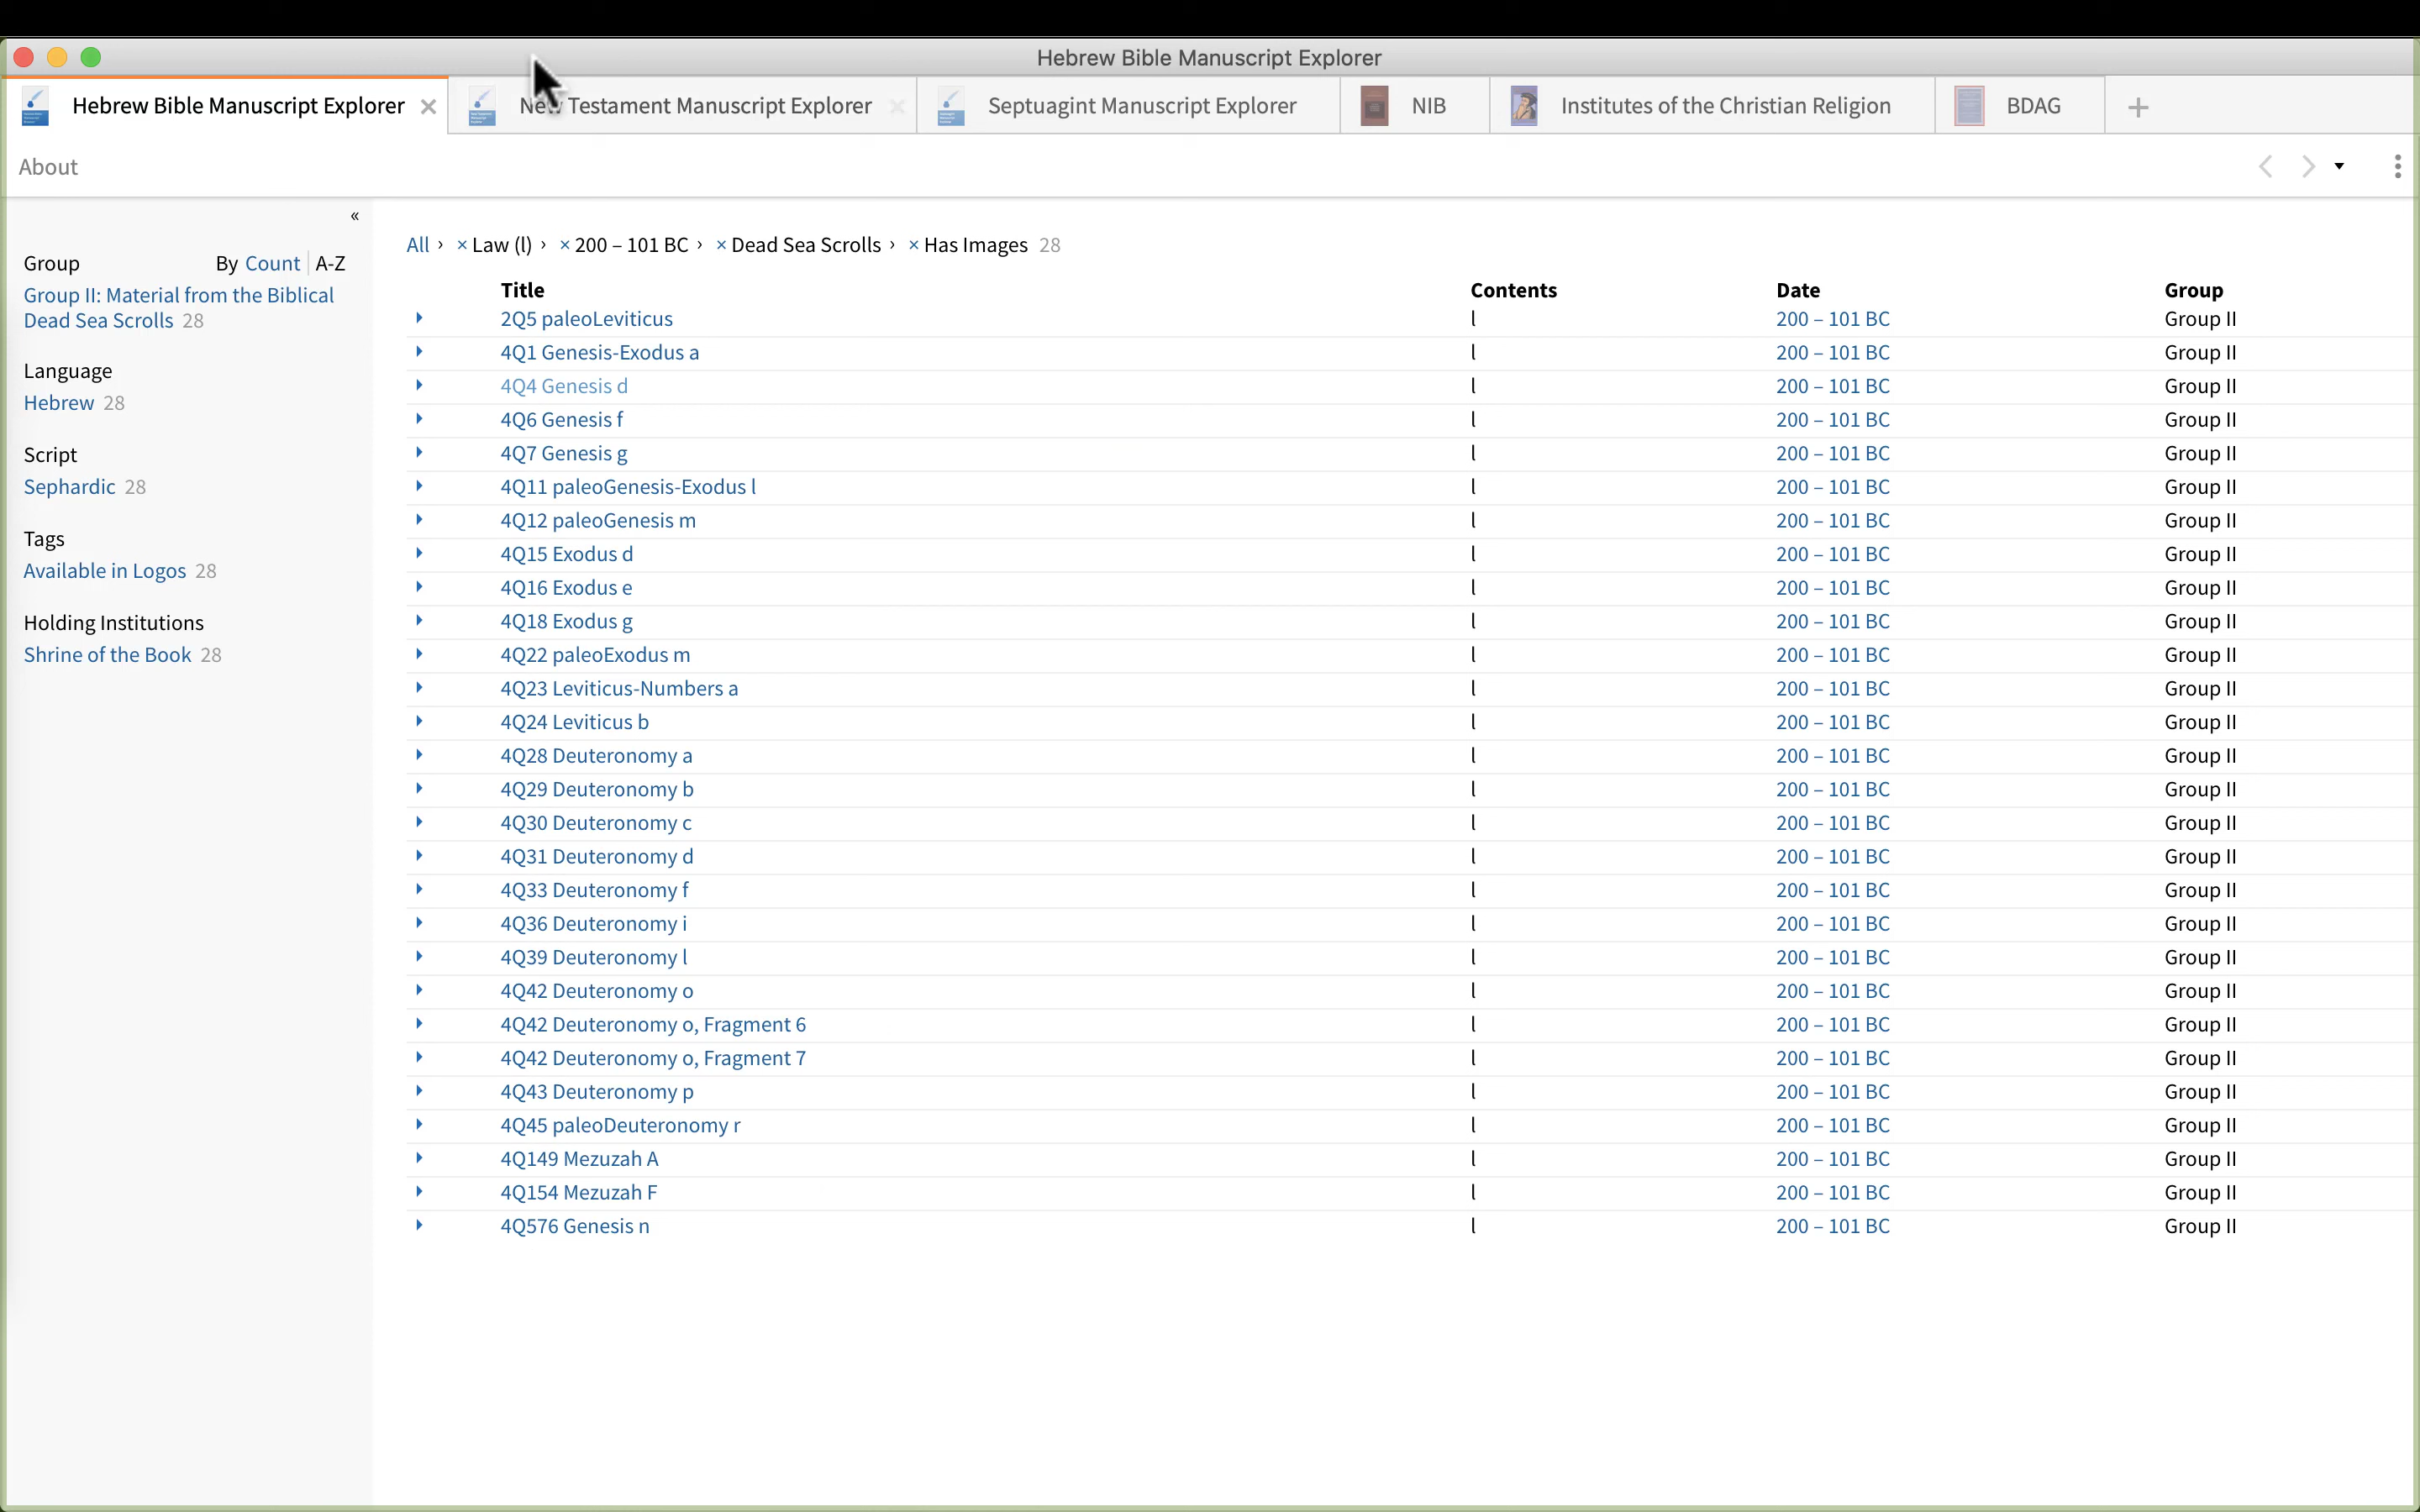 Hebrew Bible Manuscript Explorer
Hebrew Bible Manuscript Explorer New Testament Manuscript Explorer Septuagint Manuscript Explorer NIB Institutes of the Christian Religion BDAG
About
Group By Count A-Z
Group II: Material from the Biblical
Dead Sea Scrolls 28
Language
Hebrew 28
Script
Sephardic 28
Tags
Available in Logos 28
Holding Institutions
Shrine of the Book 28
All › × Law (l) › × 200 – 101 BC › × Dead Sea Scrolls › × Has Images 28
Title Contents Date Group
2Q5 paleoLeviticus l 200 – 101 BC Group II
4Q1 Genesis-Exodus a l 200 – 101 BC Group II
4Q4 Genesis d l 200 – 101 BC Group II
4Q6 Genesis f l 200 – 101 BC Group II
4Q7 Genesis g l 200 – 101 BC Group II
4Q11 paleoGenesis-Exodus l l 200 – 101 BC Group II
4Q12 paleoGenesis m l 200 – 101 BC Group II
4Q15 Exodus d l 200 – 101 BC Group II
4Q16 Exodus e l 200 – 101 BC Group II
4Q18 Exodus g l 200 – 101 BC Group II
4Q22 paleoExodus m l 200 – 101 BC Group II
4Q23 Leviticus-Numbers a l 200 – 101 BC Group II
4Q24 Leviticus b l 200 – 101 BC Group II
4Q28 Deuteronomy a l 200 – 101 BC Group II
4Q29 Deuteronomy b l 200 – 101 BC Group II
4Q30 Deuteronomy c l 200 – 101 BC Group II
4Q31 Deuteronomy d l 200 – 101 BC Group II
4Q33 Deuteronomy f l 200 – 101 BC Group II
4Q36 Deuteronomy i l 200 – 101 BC Group II
4Q39 Deuteronomy l l 200 – 101 BC Group II
4Q42 Deuteronomy o l 200 – 101 BC Group II
4Q42 Deuteronomy o, Fragment 6 l 200 – 101 BC Group II
4Q42 Deuteronomy o, Fragment 7 l 200 – 101 BC Group II
4Q43 Deuteronomy p l 200 – 101 BC Group II
4Q45 paleoDeuteronomy r l 200 – 101 BC Group II
4Q149 Mezuzah A l 200 – 101 BC Group II
4Q154 Mezuzah F l 200 – 101 BC Group II
4Q576 Genesis n l 200 – 101 BC Group II